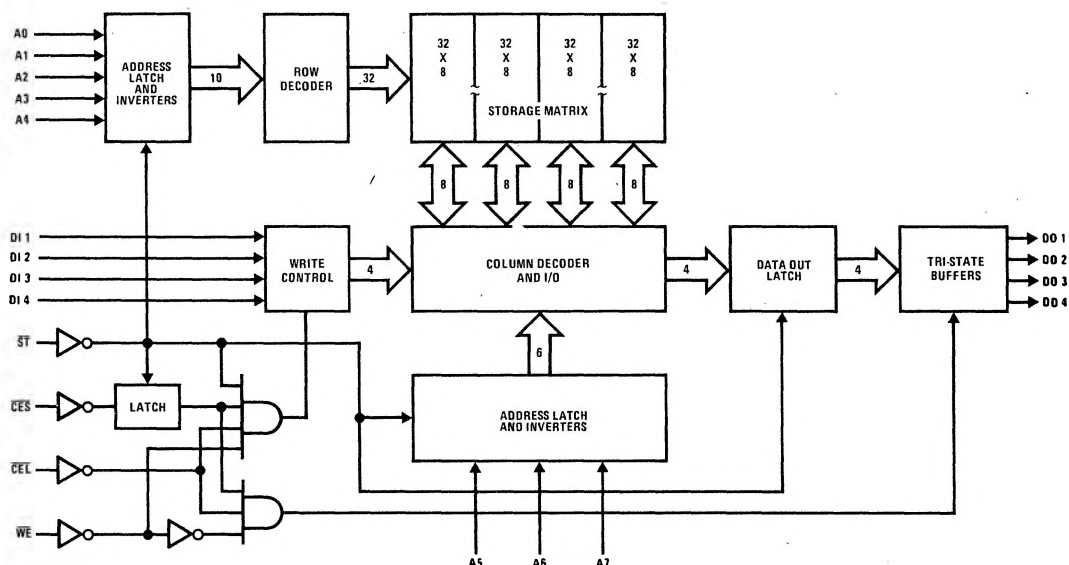 A0
A1
A2
A3
A4
ADDRESS
LATCH
AND
INVERTERS
10
ROW
DECODER
32
32
X
8
32
X
8
32
X
8
32
X
8
STORAGE MATRIX
8
8
8
8
DI 1
DI 2
DI 3
DI 4
WRITE
CONTROL
4
COLUMN DECODER
AND I/O
4
DATA OUT
LATCH
4
TRI-STATE
BUFFERS
DO 1
DO 2
DO 3
DO 4
6
ST
CES
LATCH
CEL
WE
ADDRESS LATCH
AND INVERTERS
A5
A6
A7